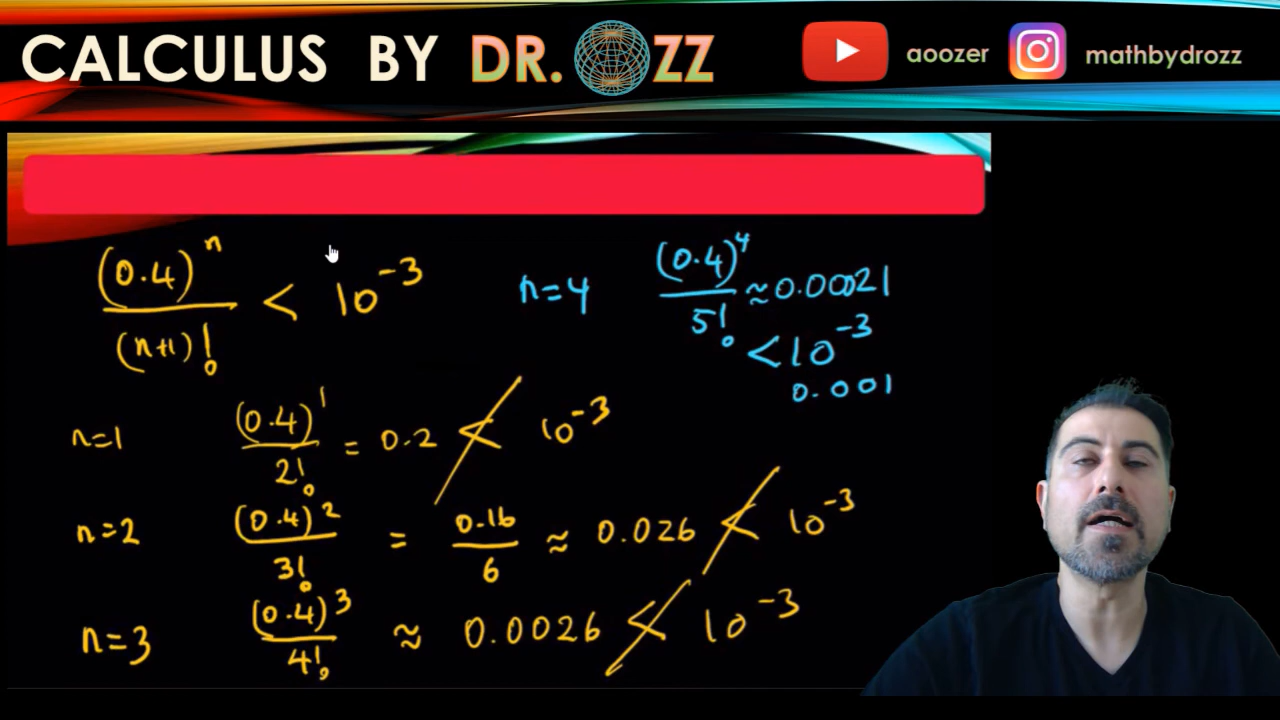 CALCULUS BY DR. OZZ
aoozer
mathbydrozz
(0.4)^n / (n+1)! < 10^-3
n=4 (0.4)^4 / 5! ≈ 0.00021
< 10^-3
0.001
n=1 (0.4)^1 / 2! = 0.2 ≮ 10^-3
n=2 (0.4)^2 / 3! = 0.16 / 6 ≈ 0.026 ≮ 10^-3
n=3 (0.4)^3 / 4! ≈ 0.0026 ≮ 10^-3